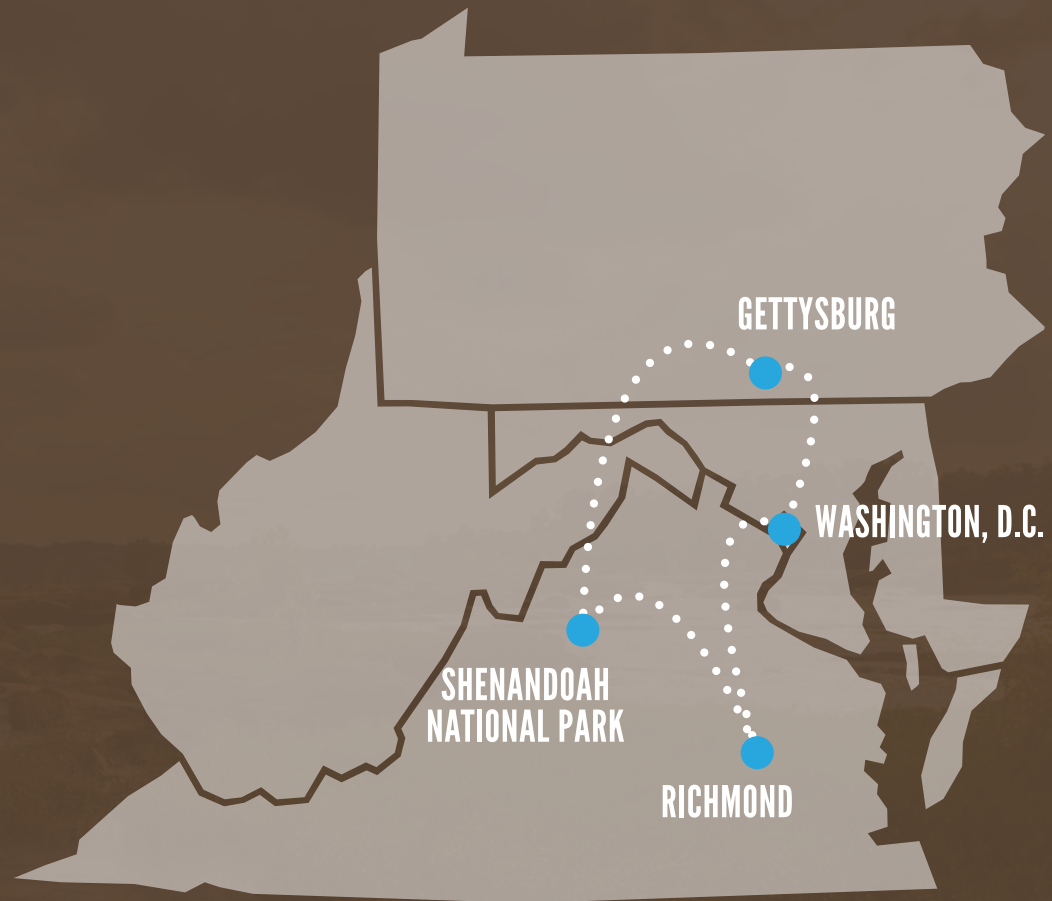 GETTYSBURG
WASHINGTON, D.C.
SHENANDOAH
NATIONAL PARK
RICHMOND